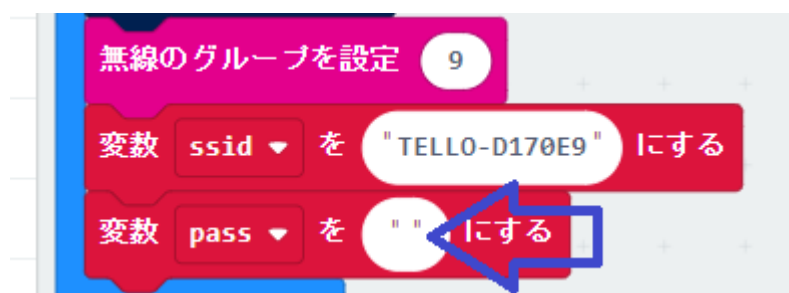 無線のグループを設定 9
変数 ssid を "TELLO-D170E9" にする
変数 pass を " " にする